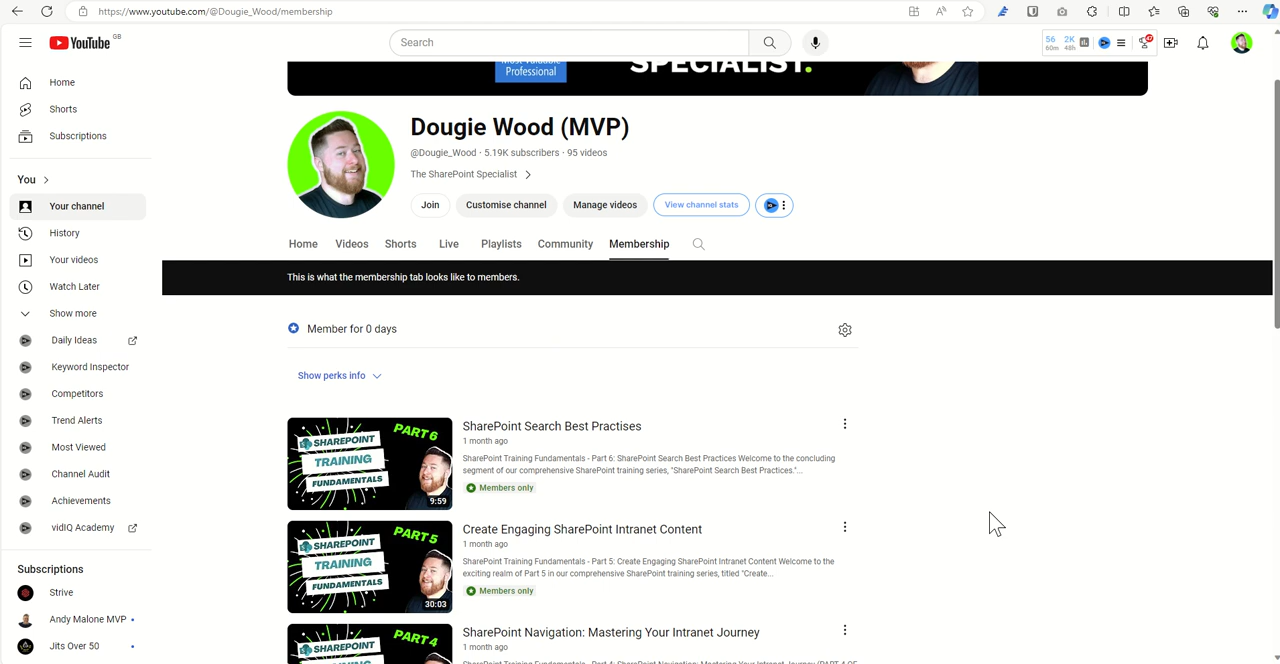 https://www.youtube.com/@Dougie_Wood/membership
YouTube GB
Search
56 2K
60m 48h
47
Home
Shorts
Subscriptions
You
Your channel
History
Your videos
Watch Later
Show more
Daily Ideas
Keyword Inspector
Competitors
Trend Alerts
Most Viewed
Channel Audit
Achievements
vidIQ Academy
Subscriptions
Strive
Andy Malone MVP
Jits Over 50
Professional
SPECIALIST.
Dougie Wood (MVP)
@Dougie_Wood · 5.19K subscribers · 95 videos
The SharePoint Specialist
Join Customise channel Manage videos View channel stats
Home Videos Shorts Live Playlists Community Membership
This is what the membership tab looks like to members.
Member for 0 days
Show perks info
PART 6
SHAREPOINT
TRAINING
FUNDAMENTALS
9:59
SharePoint Search Best Practises
1 month ago
SharePoint Training Fundamentals - Part 6: SharePoint Search Best Practices Welcome to the concluding
segment of our comprehensive SharePoint training series, "SharePoint Search Best Practices."...
Members only
PART 5
SHAREPOINT
TRAINING
FUNDAMENTALS
30:03
Create Engaging SharePoint Intranet Content
1 month ago
SharePoint Training Fundamentals - Part 5: Create Engaging SharePoint Intranet Content Welcome to the
exciting realm of Part 5 in our comprehensive SharePoint training series, titled "Create...
Members only
PART 4
SHAREPOINT
SharePoint Navigation: Mastering Your Intranet Journey
1 month ago